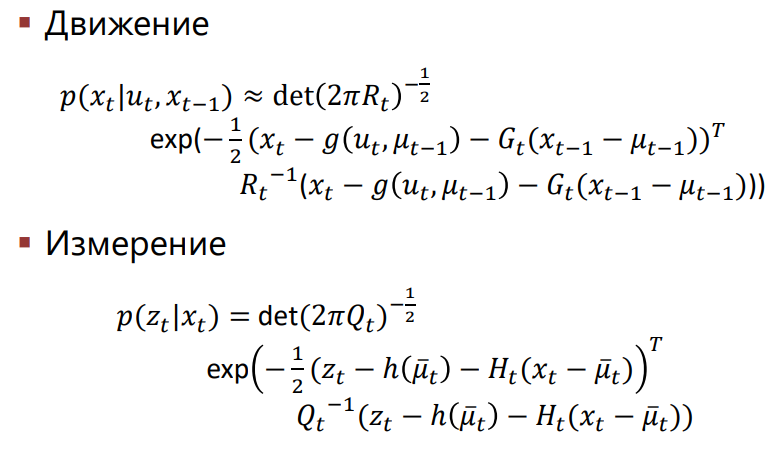 ▪ Движение
p(x_t|u_t, x_{t−1}) ≈ det(2πR_t)^{−1/2}
exp(−1/2(x_t − g(u_t, μ_{t−1}) − G_t(x_{t−1} − μ_{t−1}))^T
R_t^{−1}(x_t − g(u_t, μ_{t−1}) − G_t(x_{t−1} − μ_{t−1})))
▪ Измерение
p(z_t|x_t) = det(2πQ_t)^{−1/2}
exp(−1/2(z_t − h(μ̄_t) − H_t(x_t − μ̄_t))^T
Q_t^{−1}(z_t − h(μ̄_t) − H_t(x_t − μ̄_t))